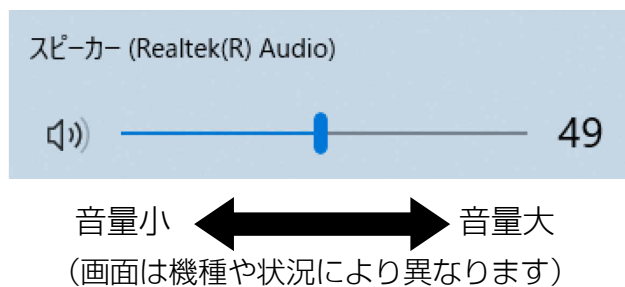 スピーカー (Realtek(R) Audio)
49
音量小 音量大
（画面は機種や状況により異なります）